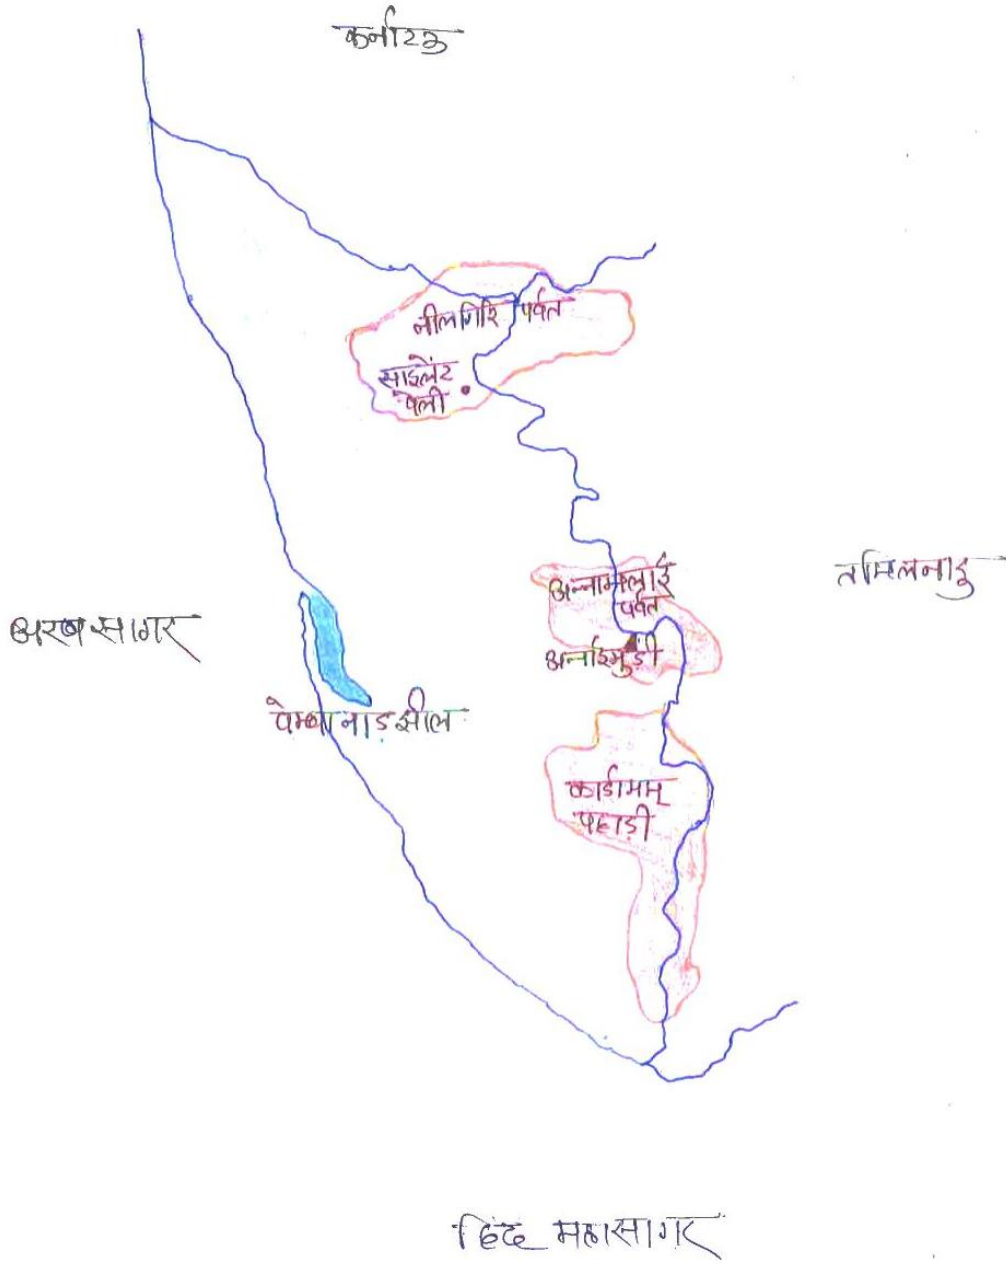 कर्नाटक
नीलगिरि पर्वत
साइलेंट
वेली
अन्नामलाई
पर्वत
तमिलनाडु
अरब सागर
अनाईमुडी
वेम्बानाड झील
कार्डामम्
पहाड़ी
हिंद महासागर